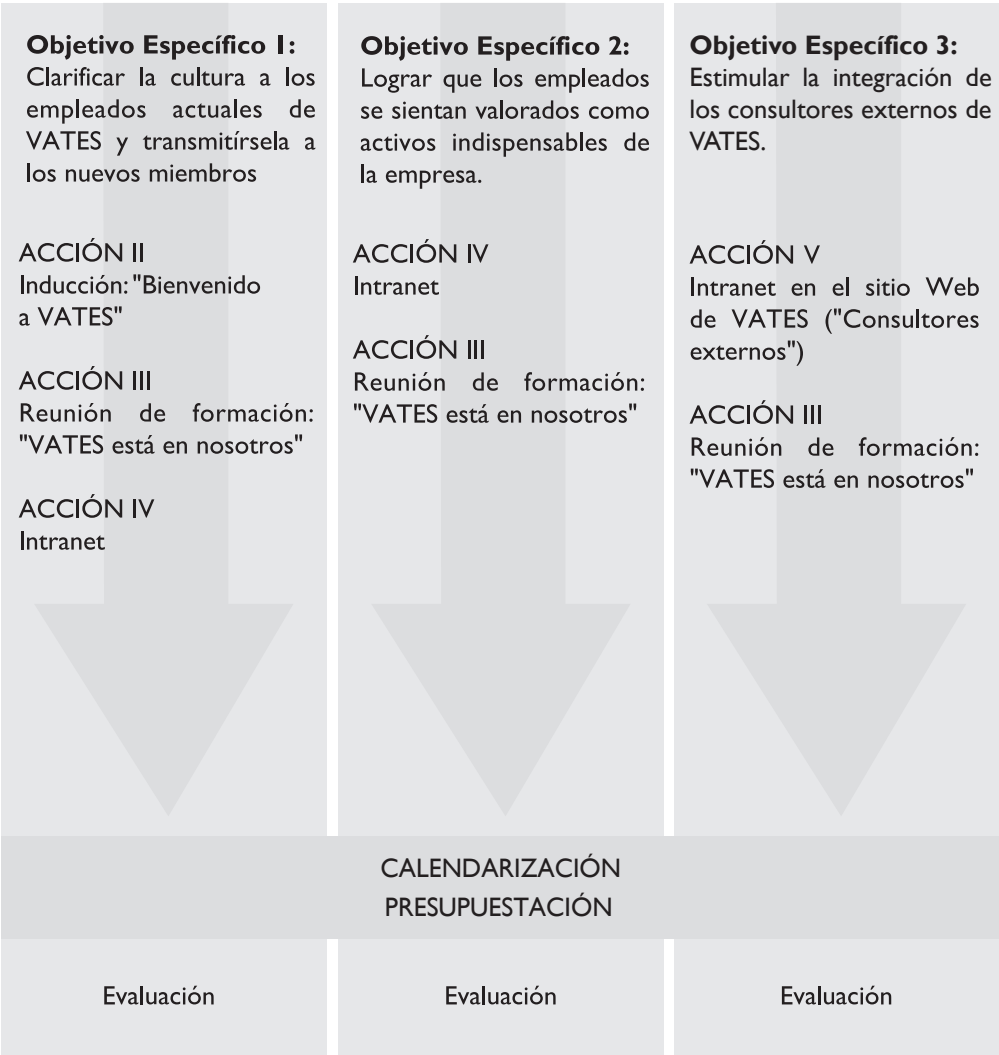 Objetivo Específico 1:
Clarificar la cultura a los
empleados actuales de
VATES y transmitírsela a
los nuevos miembros
ACCIÓN II
Inducción: "Bienvenido
a VATES"
ACCIÓN III
Reunión de formación:
"VATES está en nosotros"
ACCIÓN IV
Intranet
Objetivo Específico 2:
Lograr que los empleados
se sientan valorados como
activos indispensables de
la empresa.
ACCIÓN IV
Intranet
ACCIÓN III
Reunión de formación:
"VATES está en nosotros"
Objetivo Específico 3:
Estimular la integración de
los consultores externos de
VATES.
ACCIÓN V
Intranet en el sitio Web
de VATES ("Consultores
externos")
ACCIÓN III
Reunión de formación:
"VATES está en nosotros"
CALENDARIZACIÓN
PRESUPUESTACIÓN
Evaluación
Evaluación
Evaluación